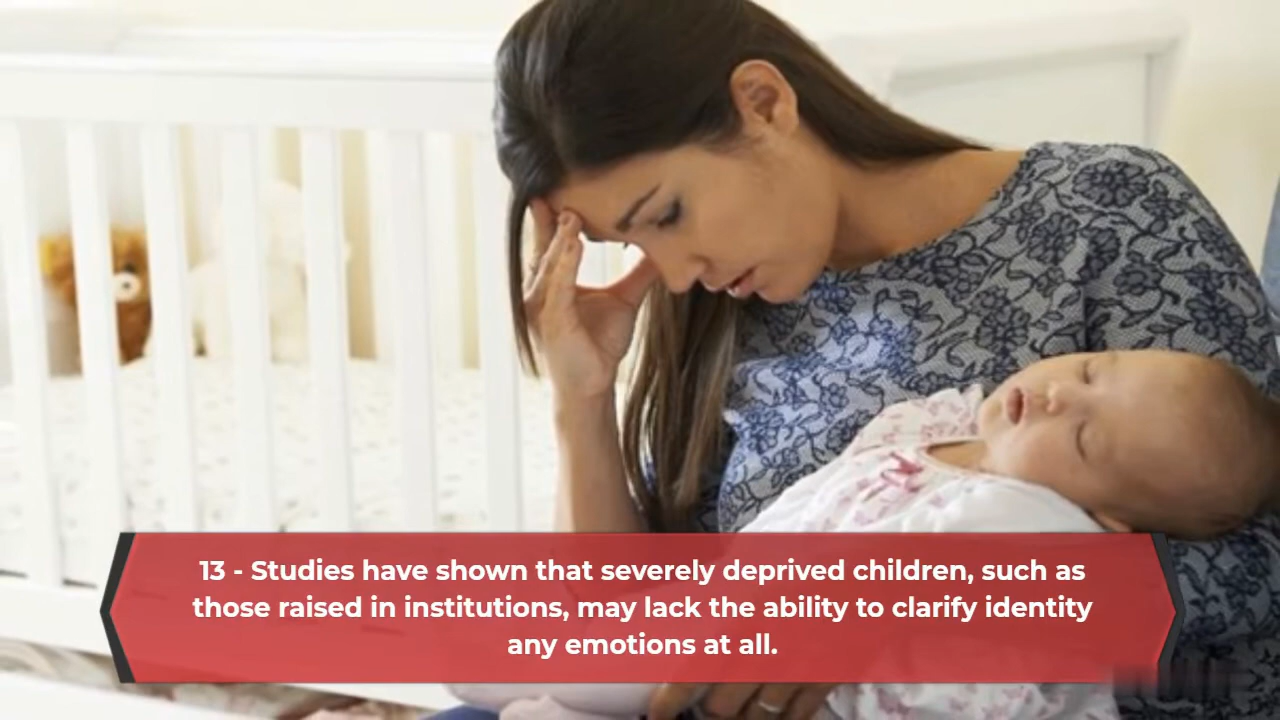 13 - Studies have shown that severely deprived children, such as
those raised in institutions, may lack the ability to clarify identity
any emotions at all.